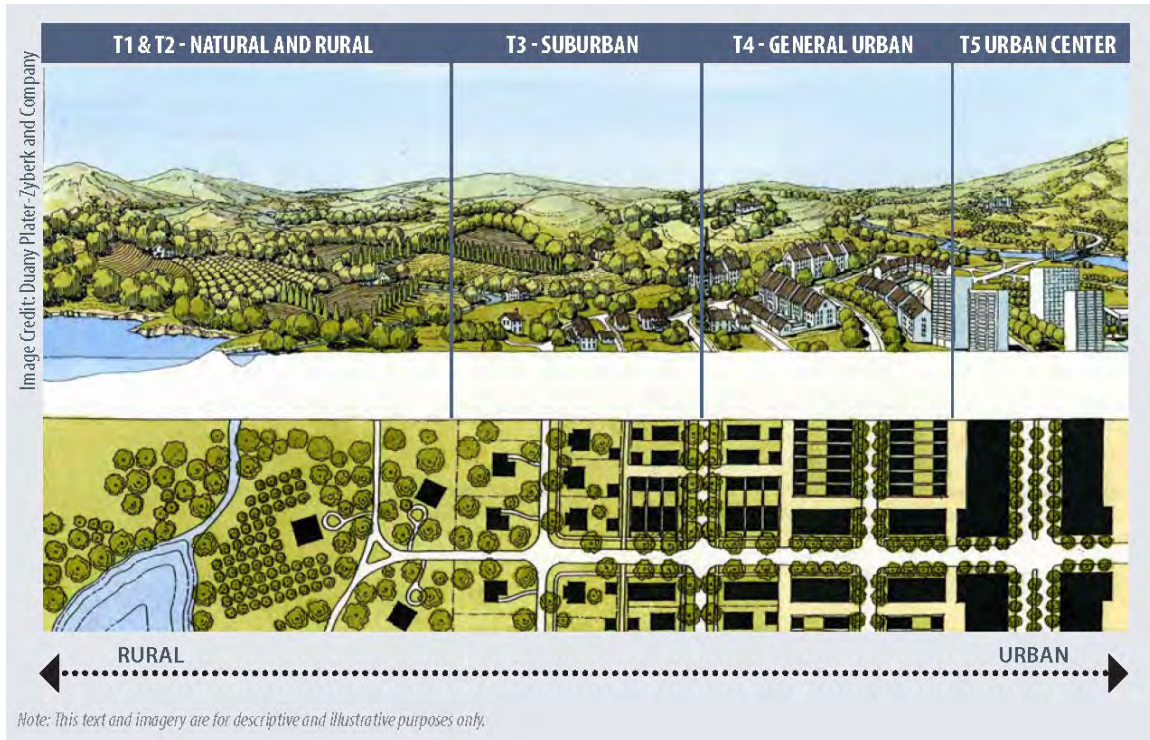 T1 & T2 - NATURAL AND RURAL
T3 - SUBURBAN
T4 - GENERAL URBAN
T5 URBAN CENTER
Image Credit: Duany Plater-Zyberk and Company
RURAL
URBAN
Note: This text and imagery are for descriptive and illustrative purposes only.